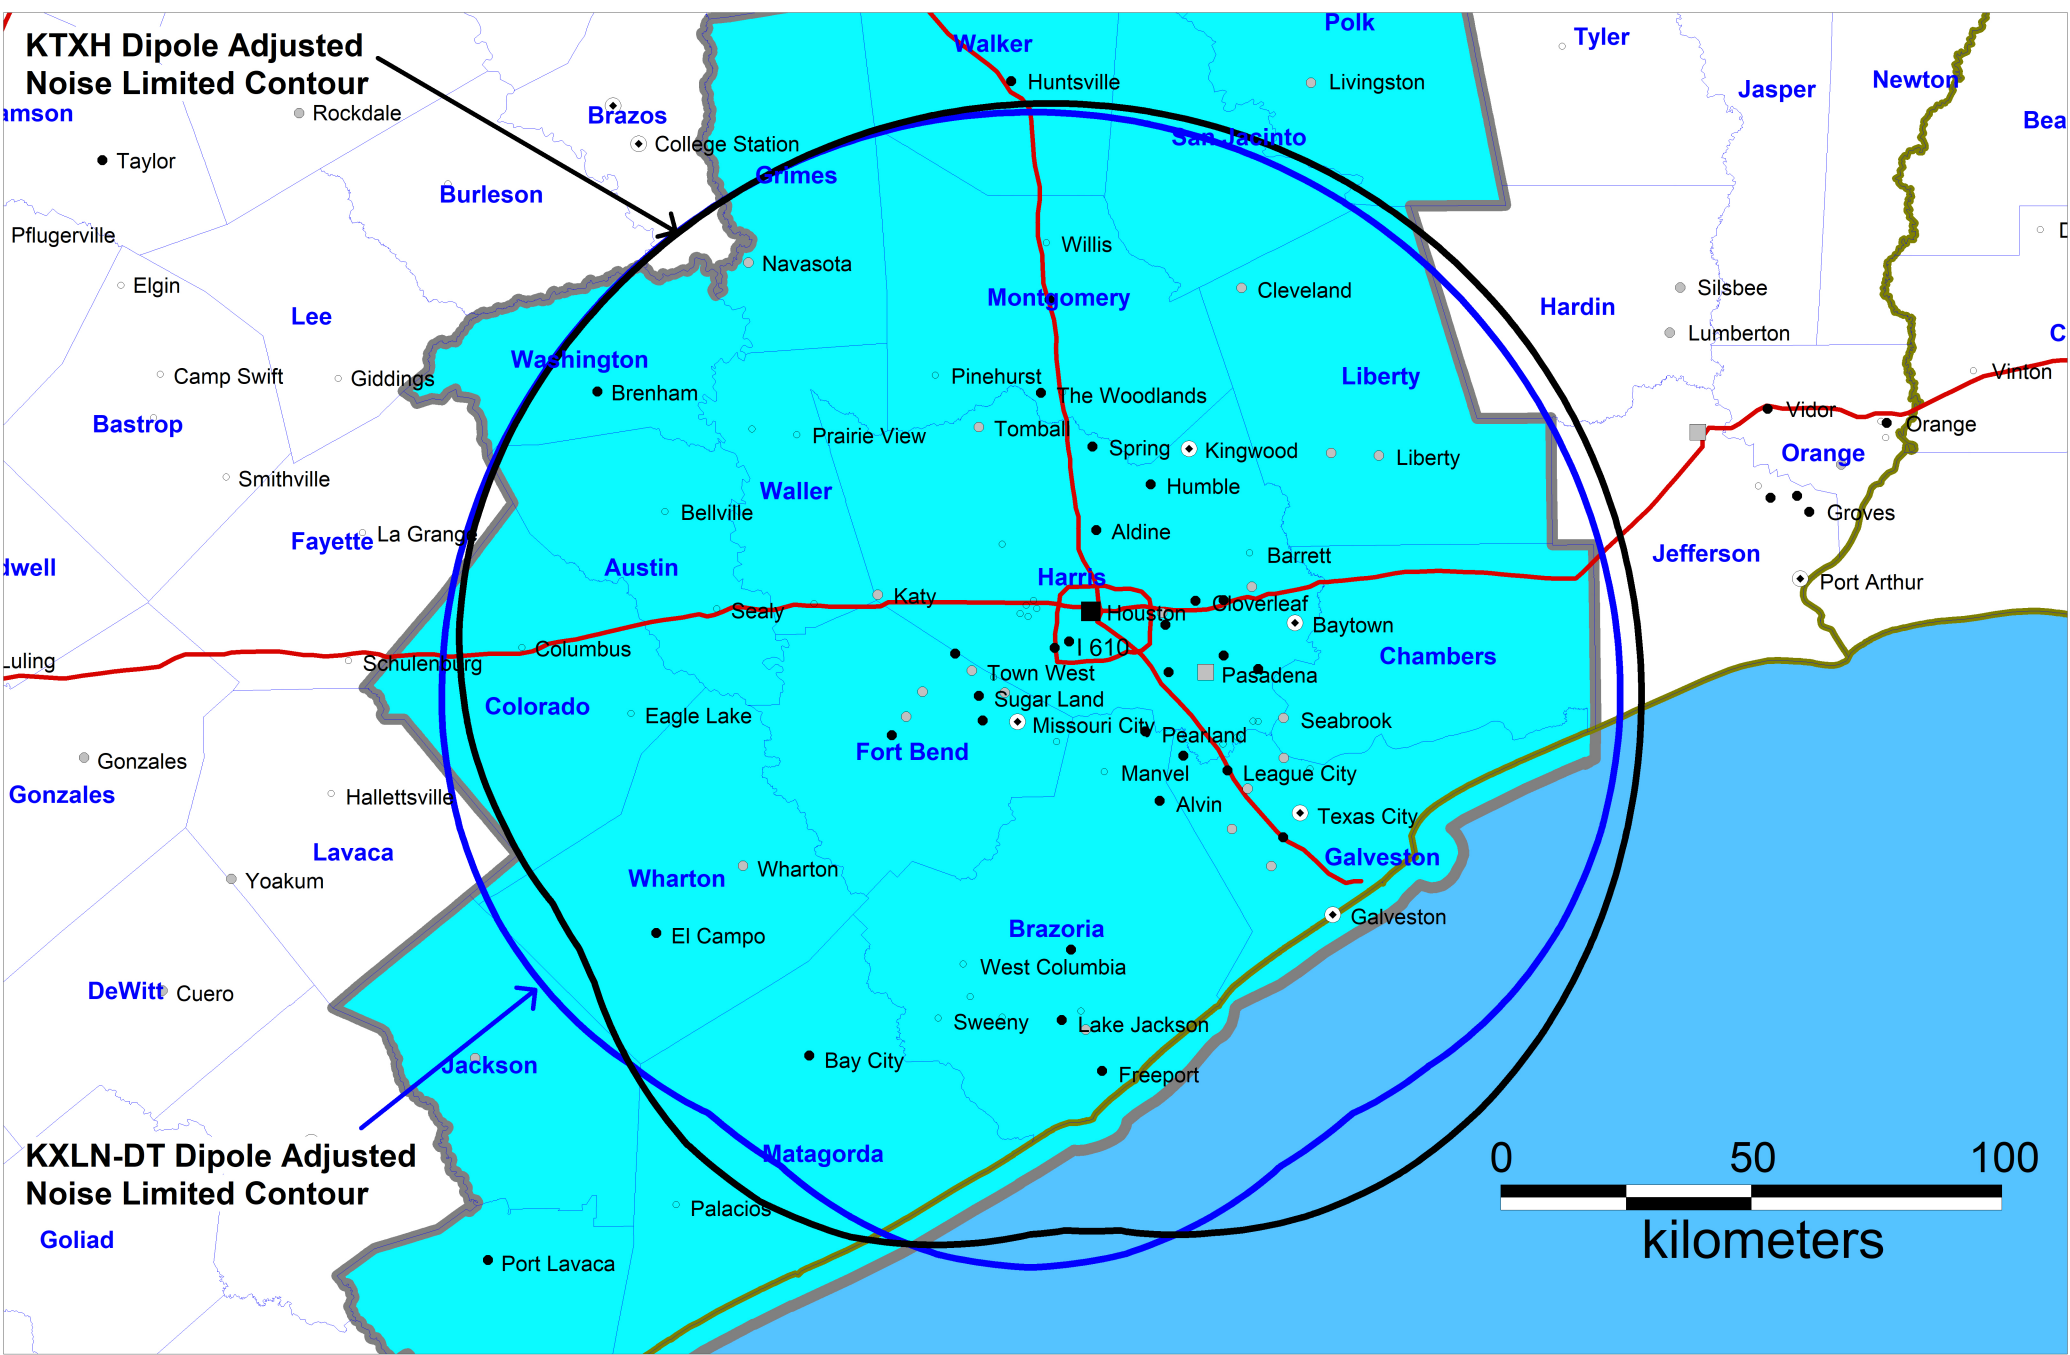 KTXH Dipole Adjusted
Noise Limited Contour
Polk
Tyler
Walker
Huntsville
Livingston
Jasper
Newton
amson
Rockdale
Brazos
Bea
College Station
San Jacinto
Taylor
Grimes
Burleson
Pflugerville
Willis
Navasota
Elgin
Montgomery
Cleveland
Silsbee
Hardin
Lee
Lumberton
C
Washington
Camp Swift
Giddings
Pinehurst
Liberty
Vinton
Brenham
The Woodlands
Vidor
Bastrop
Prairie View
Tomball
Orange
Spring
Kingwood
Liberty
Orange
Smithville
Waller
Humble
Bellville
Groves
La Grange
Fayette
Aldine
Barrett
Jefferson
dwell
Austin
Harris
Port Arthur
Katy
Cloverleaf
Sealy
Houston
Baytown
Columbus
I 610
Luling
Schulenburg
Chambers
Town West
Pasadena
Sugar Land
Colorado
Eagle Lake
Missouri City
Seabrook
Pearland
Fort Bend
Gonzales
Manvel
League City
Gonzales
Hallettsville
Alvin
Texas City
Lavaca
Galveston
Wharton
Wharton
Yoakum
Galveston
Brazoria
El Campo
West Columbia
DeWitt
Cuero
Sweeny
Lake Jackson
Bay City
Jackson
Freeport
KXLN-DT Dipole Adjusted
Noise Limited Contour
Matagorda
0 50 100
Palacios
Goliad
kilometers
Port Lavaca